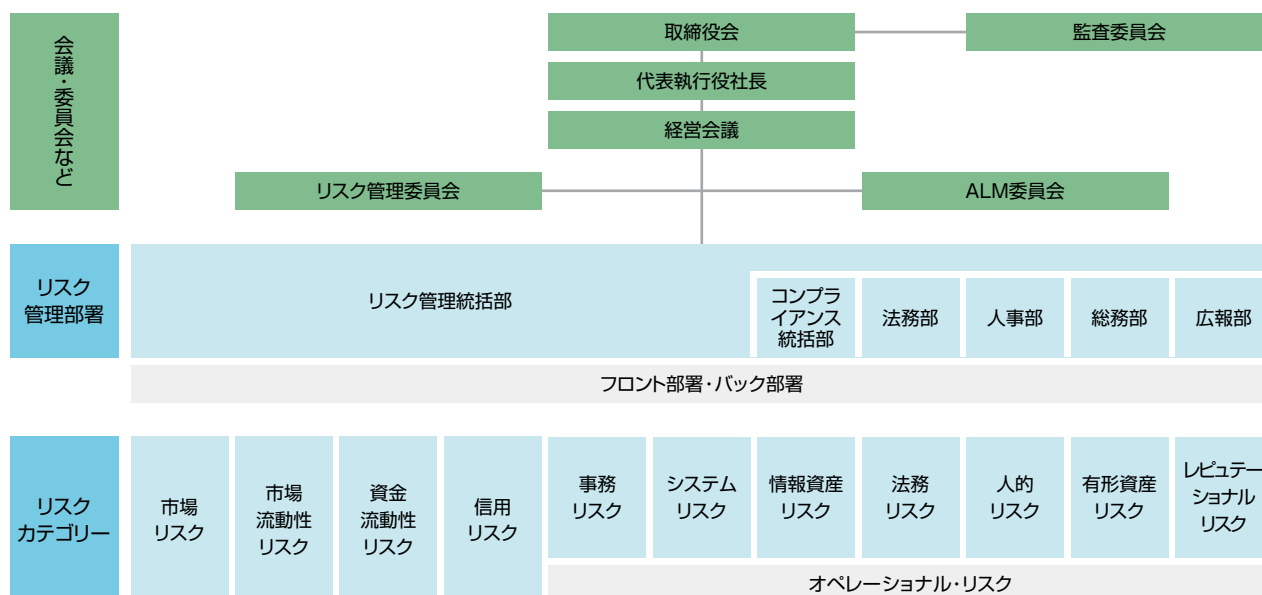 会議・委員会など
取締役会
監査委員会
代表執行役社長
経営会議
リスク管理委員会
ALM委員会
リスク
管理部署
リスク管理統括部
コンプラ
イアンス
統括部
法務部
人事部
総務部
広報部
フロント部署・バック部署
リスク
カテゴリー
市場
リスク
市場
流動性
リスク
資金
流動性
リスク
信用
リスク
事務
リスク
システム
リスク
情報資産
リスク
法務
リスク
人的
リスク
有形資産
リスク
レピュテー
ショナル
リスク
オペレーショナル・リスク